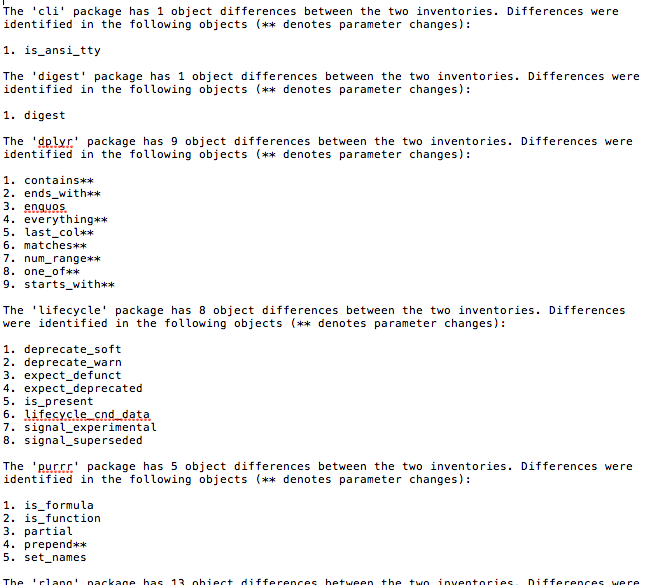 The 'cli' package has 1 object differences between the two inventories. Differences were
identified in the following objects (** denotes parameter changes):
1. is_ansi_tty
The 'digest' package has 1 object differences between the two inventories. Differences were
identified in the following objects (** denotes parameter changes):
1. digest
The 'dplyr' package has 9 object differences between the two inventories. Differences were
identified in the following objects (** denotes parameter changes):
1. contains**
2. ends_with**
3. enquos
4. everything**
5. last_col**
6. matches**
7. num_range**
8. one_of**
9. starts_with**
The 'lifecycle' package has 8 object differences between the two inventories. Differences
were identified in the following objects (** denotes parameter changes):
1. deprecate_soft
2. deprecate_warn
3. expect_defunct
4. expect_deprecated
5. is_present
6. lifecycle_cnd_data
7. signal_experimental
8. signal_superseded
The 'purrr' package has 5 object differences between the two inventories. Differences were
identified in the following objects (** denotes parameter changes):
1. is_formula
2. is_function
3. partial
4. prepend**
5. set_names
The 'rlang' package has 13 object differences between the two inventories. Differences were